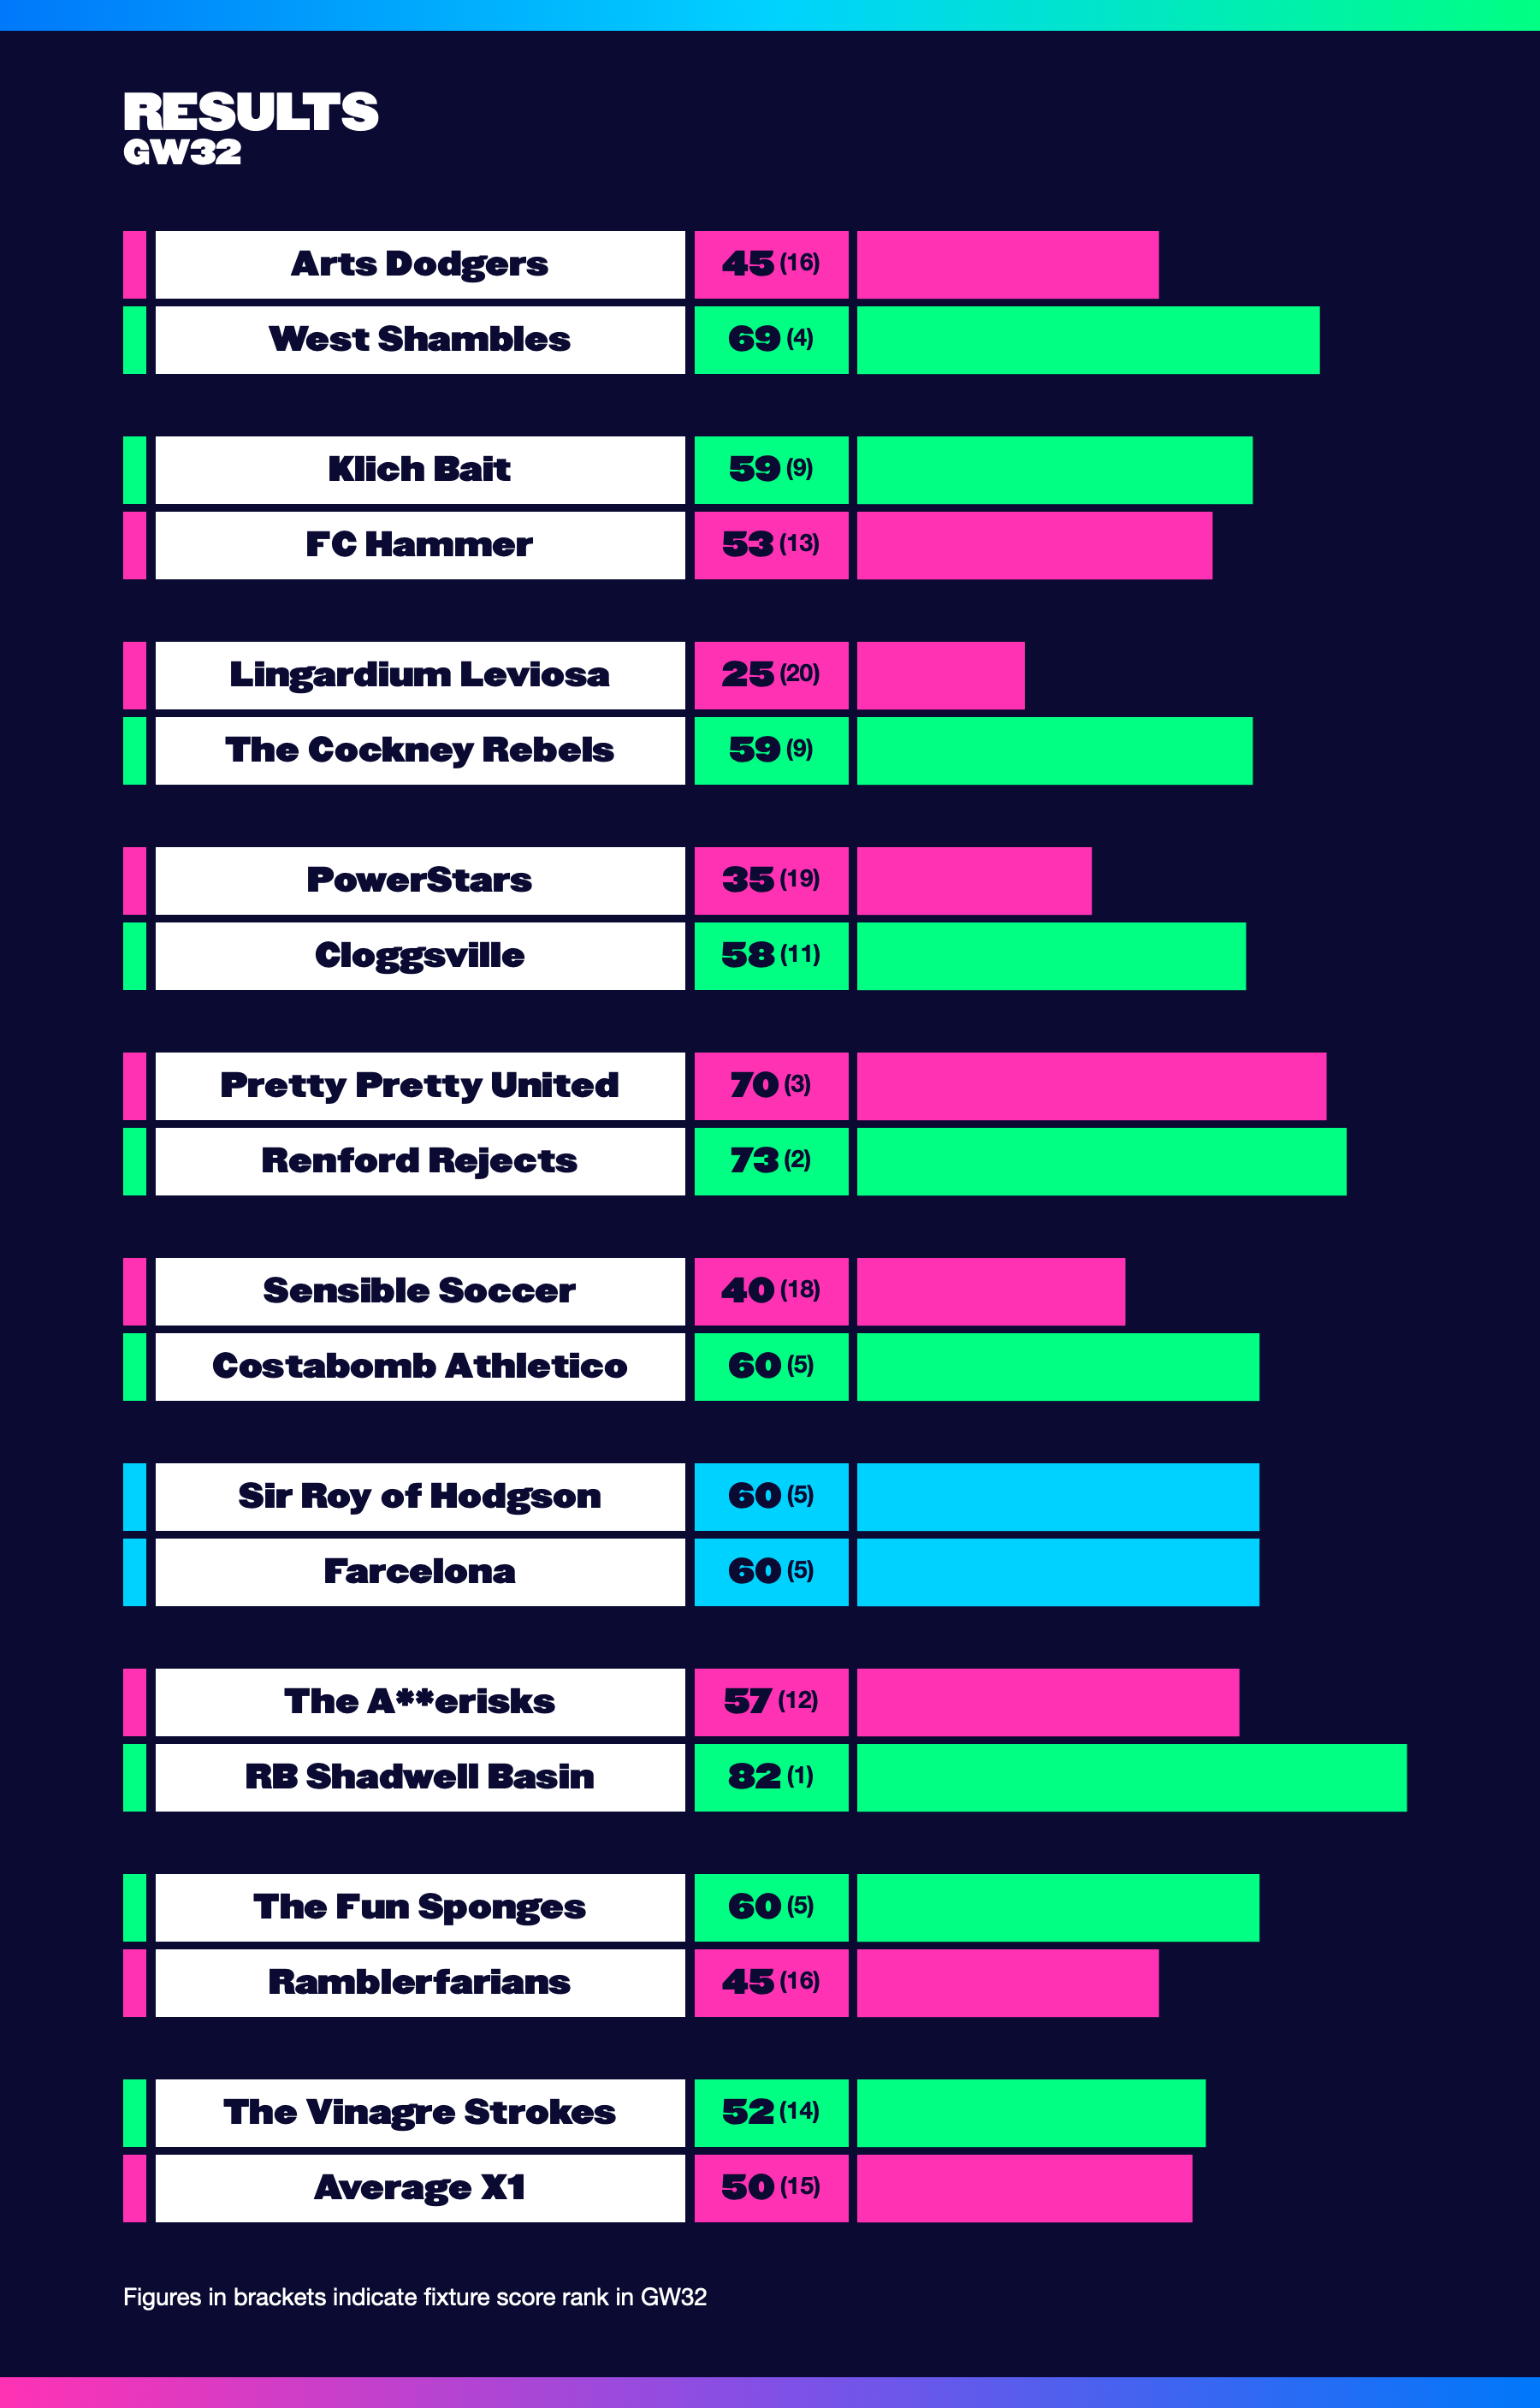 RESULTS
GW32
Arts Dodgers 45 (16)
West Shambles 69 (4)
Klich Bait 59 (9)
FC Hammer 53 (13)
Lingardium Leviosa 25 (20)
The Cockney Rebels 59 (9)
PowerStars 35 (19)
Cloggsville 58 (11)
Pretty Pretty United 70 (3)
Renford Rejects 73 (2)
Sensible Soccer 40 (18)
Costabomb Athletico 60 (5)
Sir Roy of Hodgson 60 (5)
Farcelona 60 (5)
The A**erisks 57 (12)
RB Shadwell Basin 82 (1)
The Fun Sponges 60 (5)
Ramblerfarians 45 (16)
The Vinagre Strokes 52 (14)
Average X1 50 (15)
Figures in brackets indicate fixture score rank in GW32